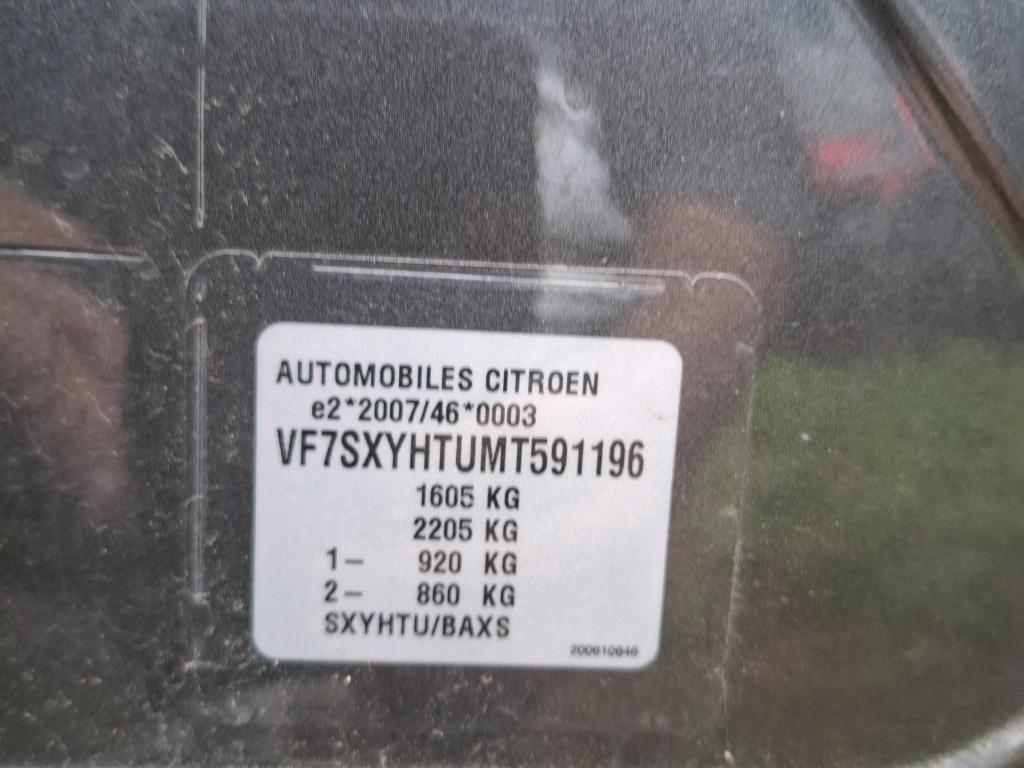 AUTOMOBILES CITROEN
e2*2007/46*0003
VF7SXYHTUMT591196
1605 KG
2205 KG
1– 920 KG
2– 860 KG
SXYHTU/BAXS